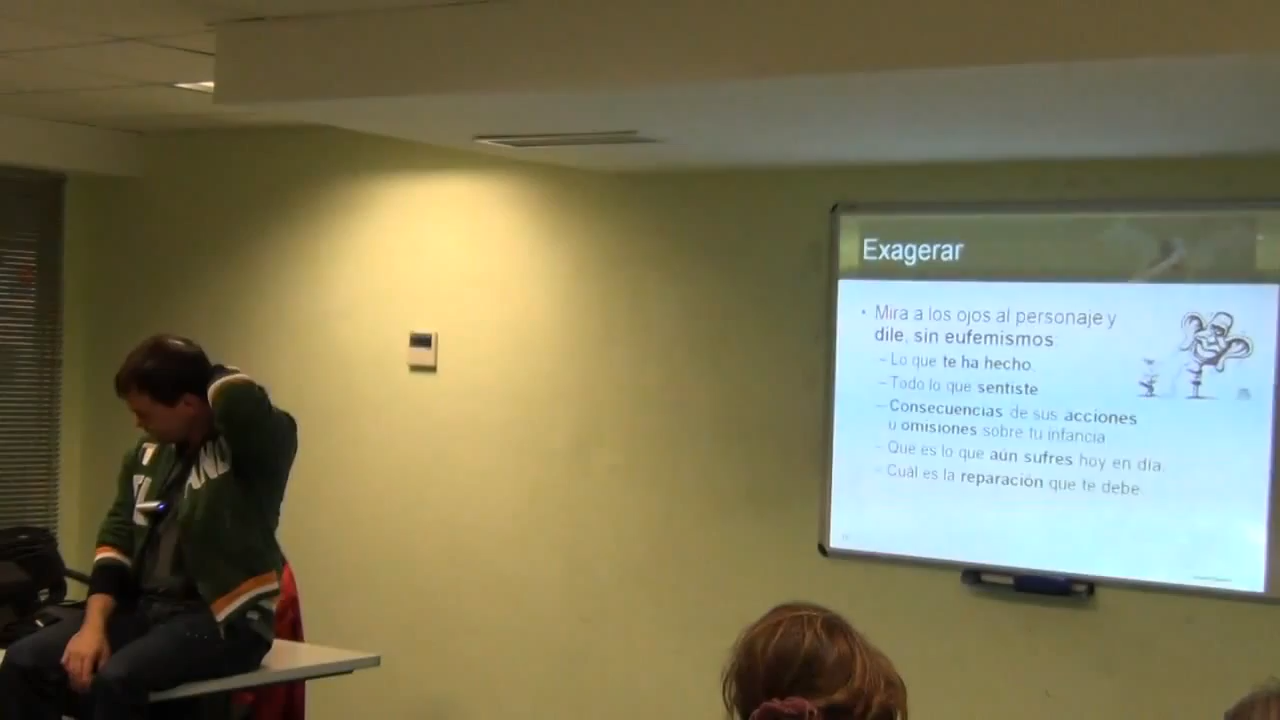 Exagerar
• Mira a los ojos al personaje y
dile, sin eufemismos:
– Lo que te ha hecho.
– Todo lo que sentiste
– Consecuencias de sus acciones
u omisiones sobre tu infancia
– Que es lo que aún sufres hoy en día.
– Cuál es la reparación que te debe.